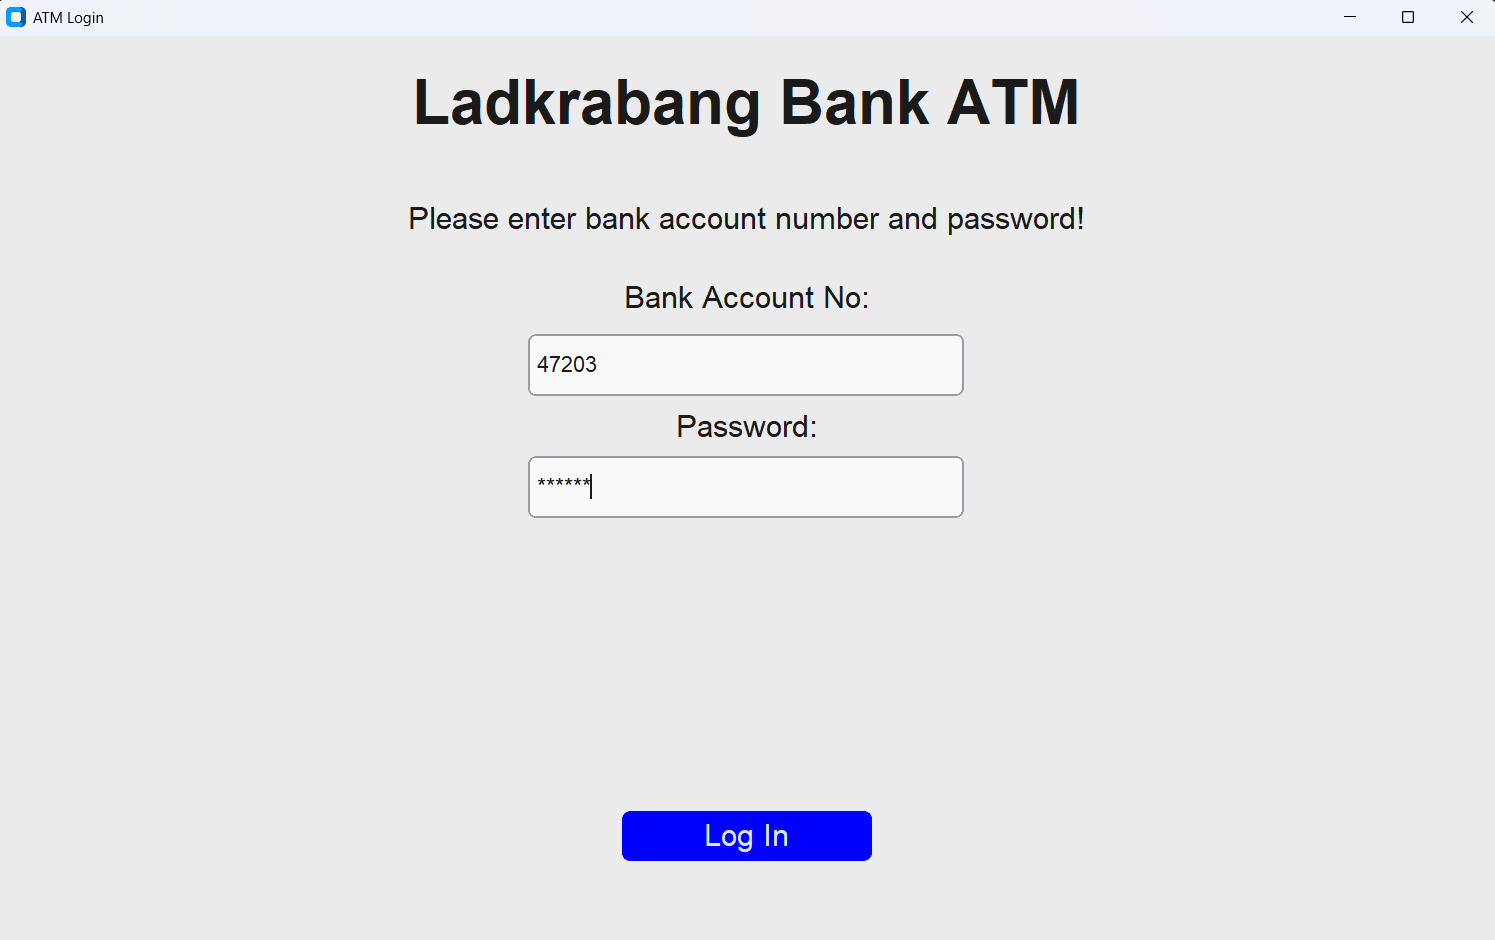 ATM Login
Ladkrabang Bank ATM
Please enter bank account number and password!
Bank Account No:
47203
Password:
******
Log In